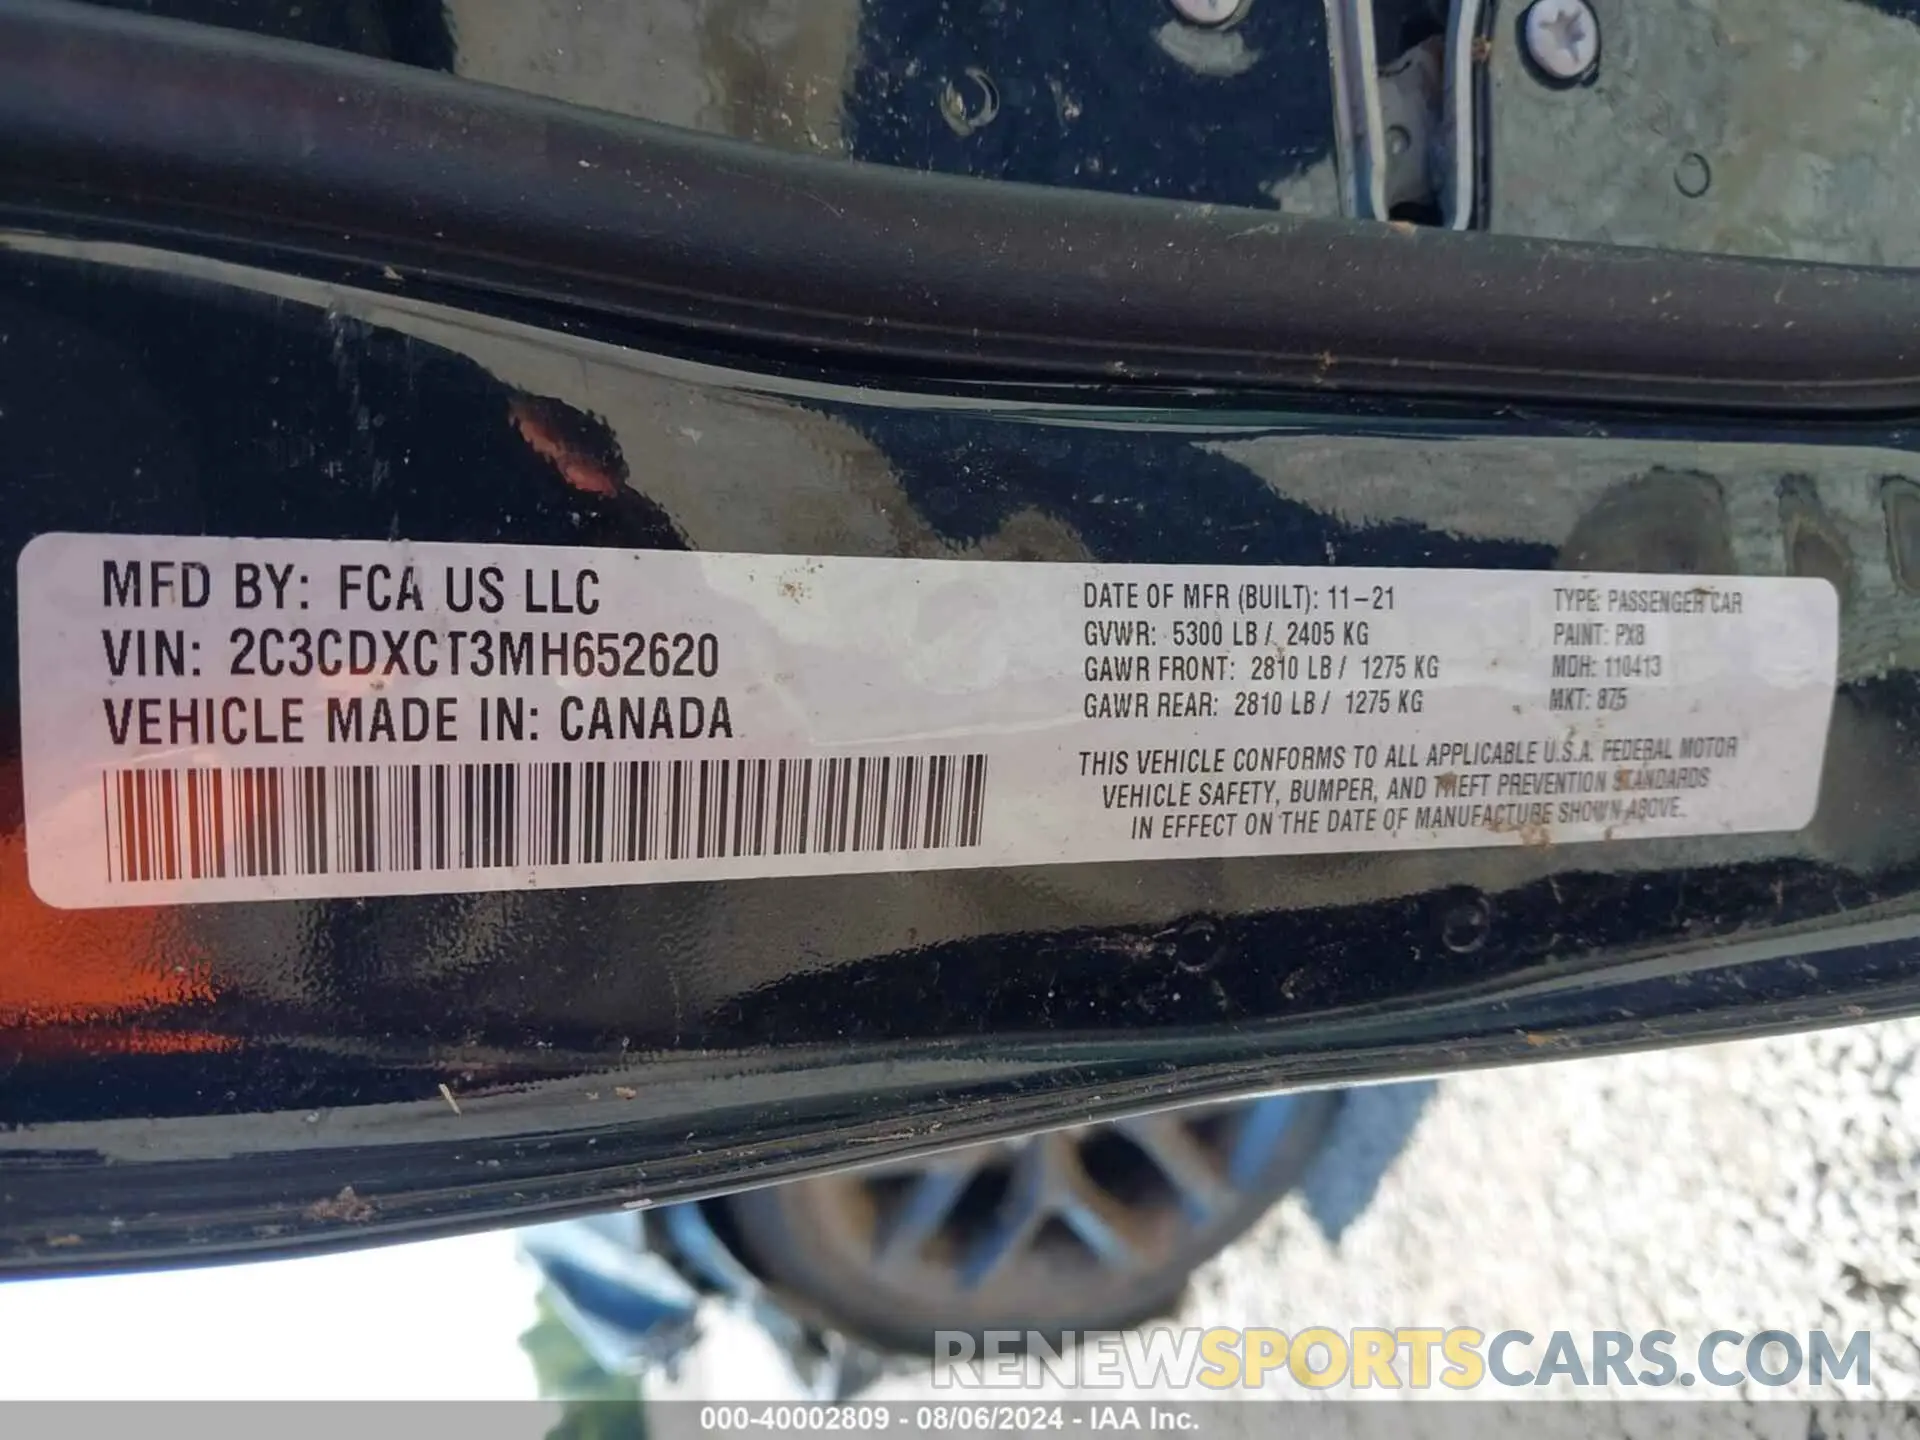 MFD BY: FCA US LLC
VIN: 2C3CDXCT3MH652620
VEHICLE MADE IN: CANADA
DATE OF MFR (BUILT): 11-21
GVWR: 5300 LB / 2405 KG
GAWR FRONT: 2810 LB / 1275 KG
GAWR REAR: 2810 LB / 1275 KG
TYPE: PASSENGER CAR
PAINT: PX8
MDH: 110413
MKT: 875
THIS VEHICLE CONFORMS TO ALL APPLICABLE U.S.A. FEDERAL MOTOR
VEHICLE SAFETY, BUMPER, AND THEFT PREVENTION STANDARDS
IN EFFECT ON THE DATE OF MANUFACTURE SHOWN ABOVE.
RENEWSPORTSCARS.COM
000-40002809 - 08/06/2024 - IAA Inc.